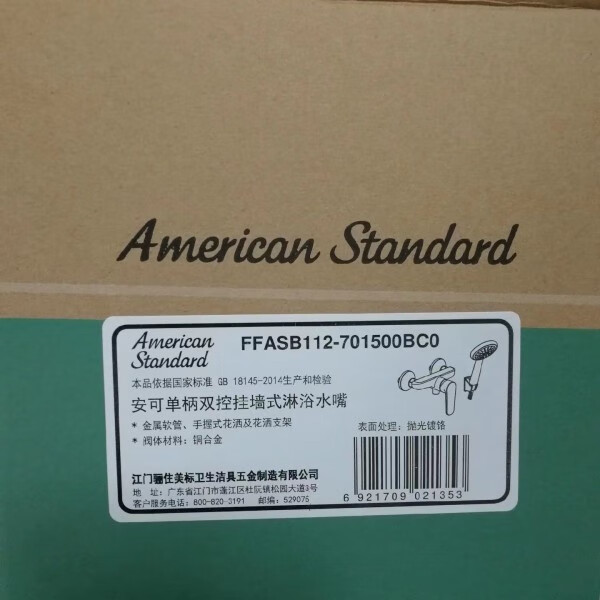 American Standard
American
Standard
FFASB112-701500BC0
本品依据国家标准 GB 18145-2014生产和检验
安可单柄双控挂墙式淋浴水嘴
* 金属软管、手握式花洒及花洒支架
* 阀体材料：铜合金
表面处理：抛光镀铬
江门骊住美标卫生洁具五金制造有限公司
地 址：广东省江门市蓬江区杜阮镇松园大道3号
客户服务电话：800-820-3191 邮编：529075
6 921709 021353